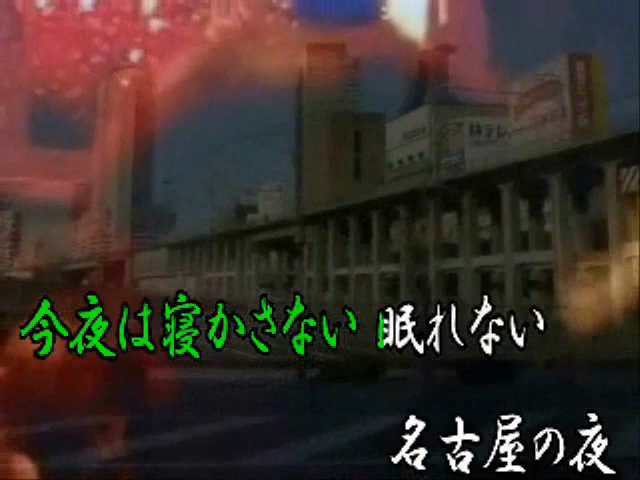 今夜は寝かさない 眠れない
名古屋の夜